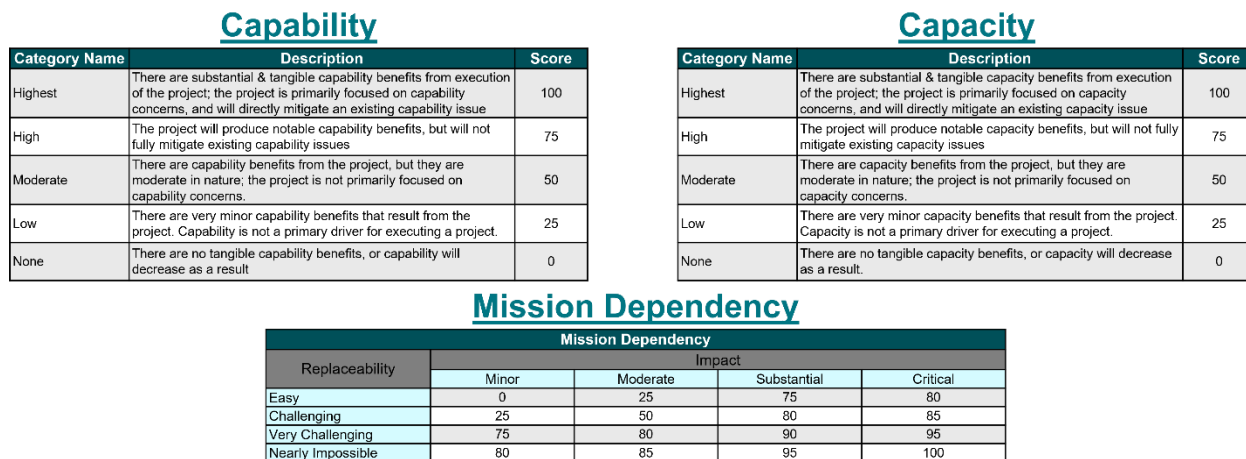 Capability
Category Name Description Score
Highest
There are substantial & tangible capability benefits from execution
of the project; the project is primarily focused on capability
concerns, and will directly mitigate an existing capability issue
100
High
The project will produce notable capability benefits, but will not
fully mitigate existing capability issues
75
Moderate
There are capability benefits from the project, but they are
moderate in nature; the project is not primarily focused on
capability concerns.
50
Low
There are very minor capability benefits that result from the
project. Capability is not a primary driver for executing a project.
25
None
There are no tangible capability benefits, or capability will
decrease as a result
0
Capacity
Category Name Description Score
Highest
There are substantial & tangible capacity benefits from execution
of the project; the project is primarily focused on capacity
concerns, and will directly mitigate an existing capacity issue
100
High
The project will produce notable capacity benefits, but will not fully
mitigate existing capacity issues
75
Moderate
There are capacity benefits from the project, but they are
moderate in nature; the project is not primarily focused on
capacity concerns.
50
Low
There are very minor capacity benefits that result from the project.
Capacity is not a primary driver for executing a project.
25
None
There are no tangible capacity benefits, or capacity will decrease
as a result.
0
Mission Dependency
Mission Dependency
Replaceability Impact
Minor Moderate Substantial Critical
Easy 0 25 75 80
Challenging 25 50 80 85
Very Challenging 75 80 90 95
Nearly Impossible 80 85 95 100